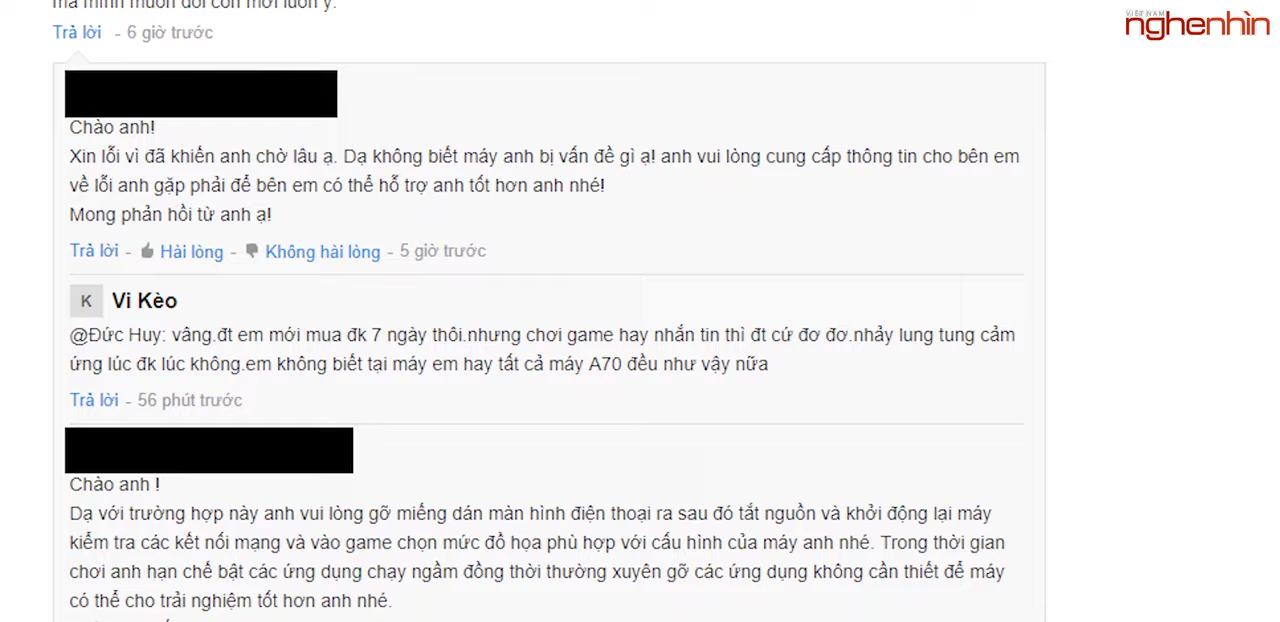 mà mình muốn đổi con mới luôn ý.
Trả lời - 6 giờ trước
VIỆT NAM
nghenhìn
Chào anh!
Xin lỗi vì đã khiến anh chờ lâu ạ. Dạ không biết máy anh bị vấn đề gì ạ! anh vui lòng cung cấp thông tin cho bên em
về lỗi anh gặp phải để bên em có thể hỗ trợ anh tốt hơn anh nhé!
Mong phản hồi từ anh ạ!
Trả lời - Hài lòng - Không hài lòng - 5 giờ trước
K Vi Kèo
@Đức Huy: vâng.đt em mới mua đk 7 ngày thôi.nhưng chơi game hay nhắn tin thì đt cứ đơ đơ.nhảy lung tung cảm
ứng lúc đk lúc không.em không biết tại máy em hay tất cả máy A70 đều như vậy nữa
Trả lời - 56 phút trước
Chào anh !
Dạ với trường hợp này anh vui lòng gỡ miếng dán màn hình điện thoại ra sau đó tắt nguồn và khởi động lại máy
kiểm tra các kết nối mạng và vào game chọn mức đồ họa phù hợp với cấu hình của máy anh nhé. Trong thời gian
chơi anh hạn chế bật các ứng dụng chạy ngầm đồng thời thường xuyên gỡ các ứng dụng không cần thiết để máy
có thể cho trải nghiệm tốt hơn anh nhé.